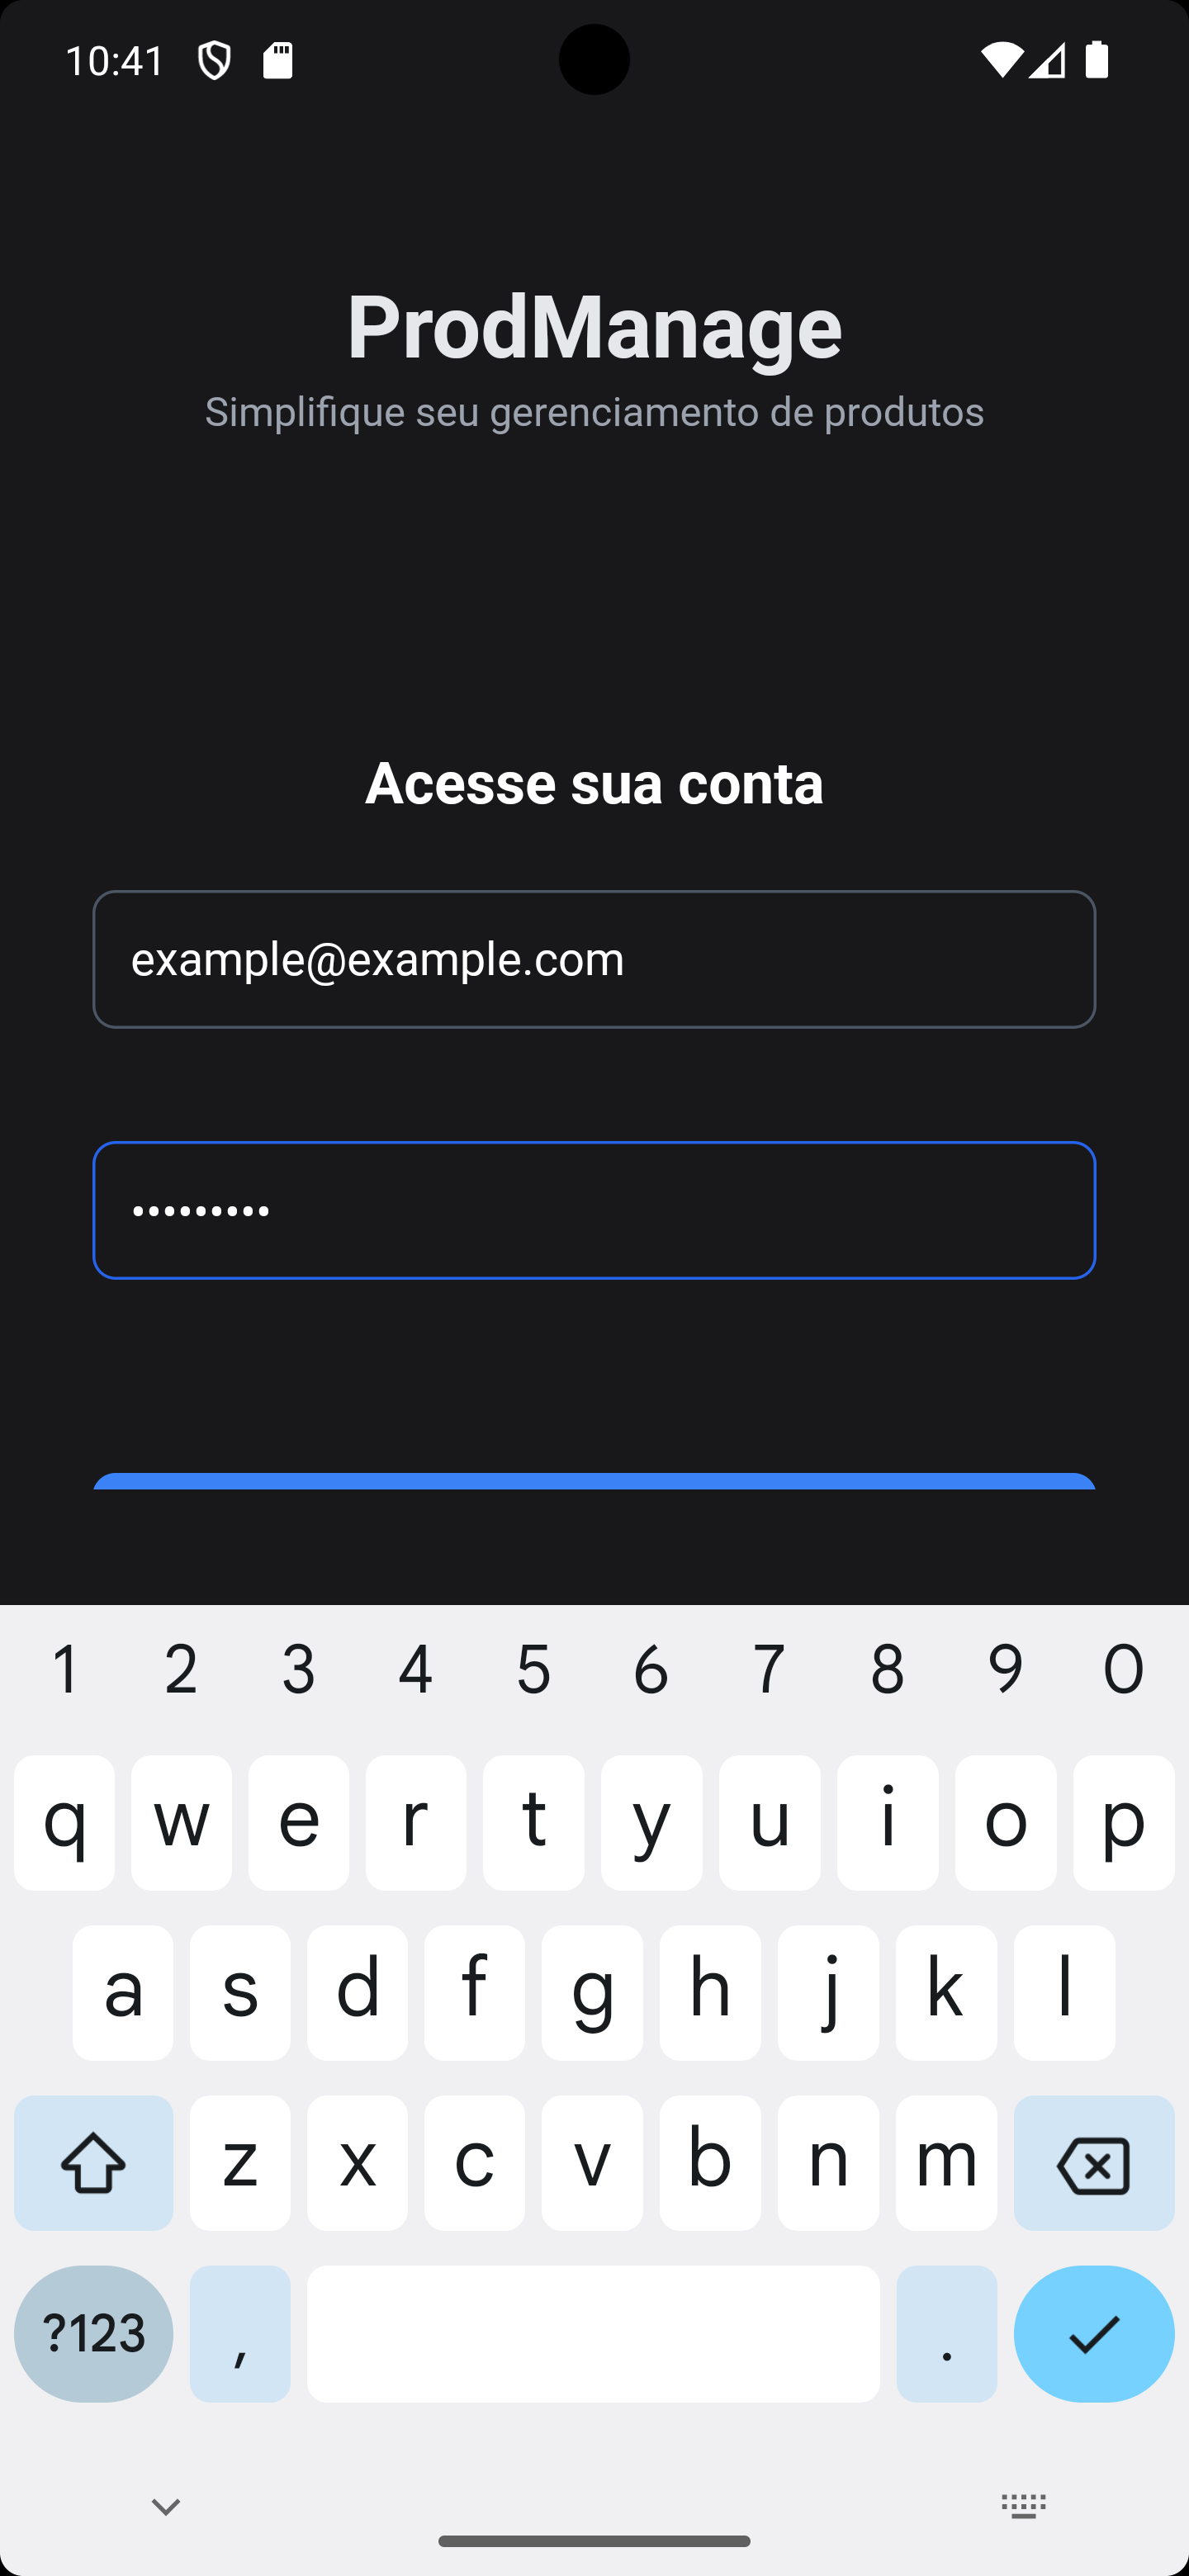 10:41
ProdManage
Simplifique seu gerenciamento de produtos
Acesse sua conta
example@example.com
•••••••••
1 2 3 4 5 6 7 8 9 0
q w e r t y u i o p
a s d f g h j k l
z x c v b n m
?123 , .